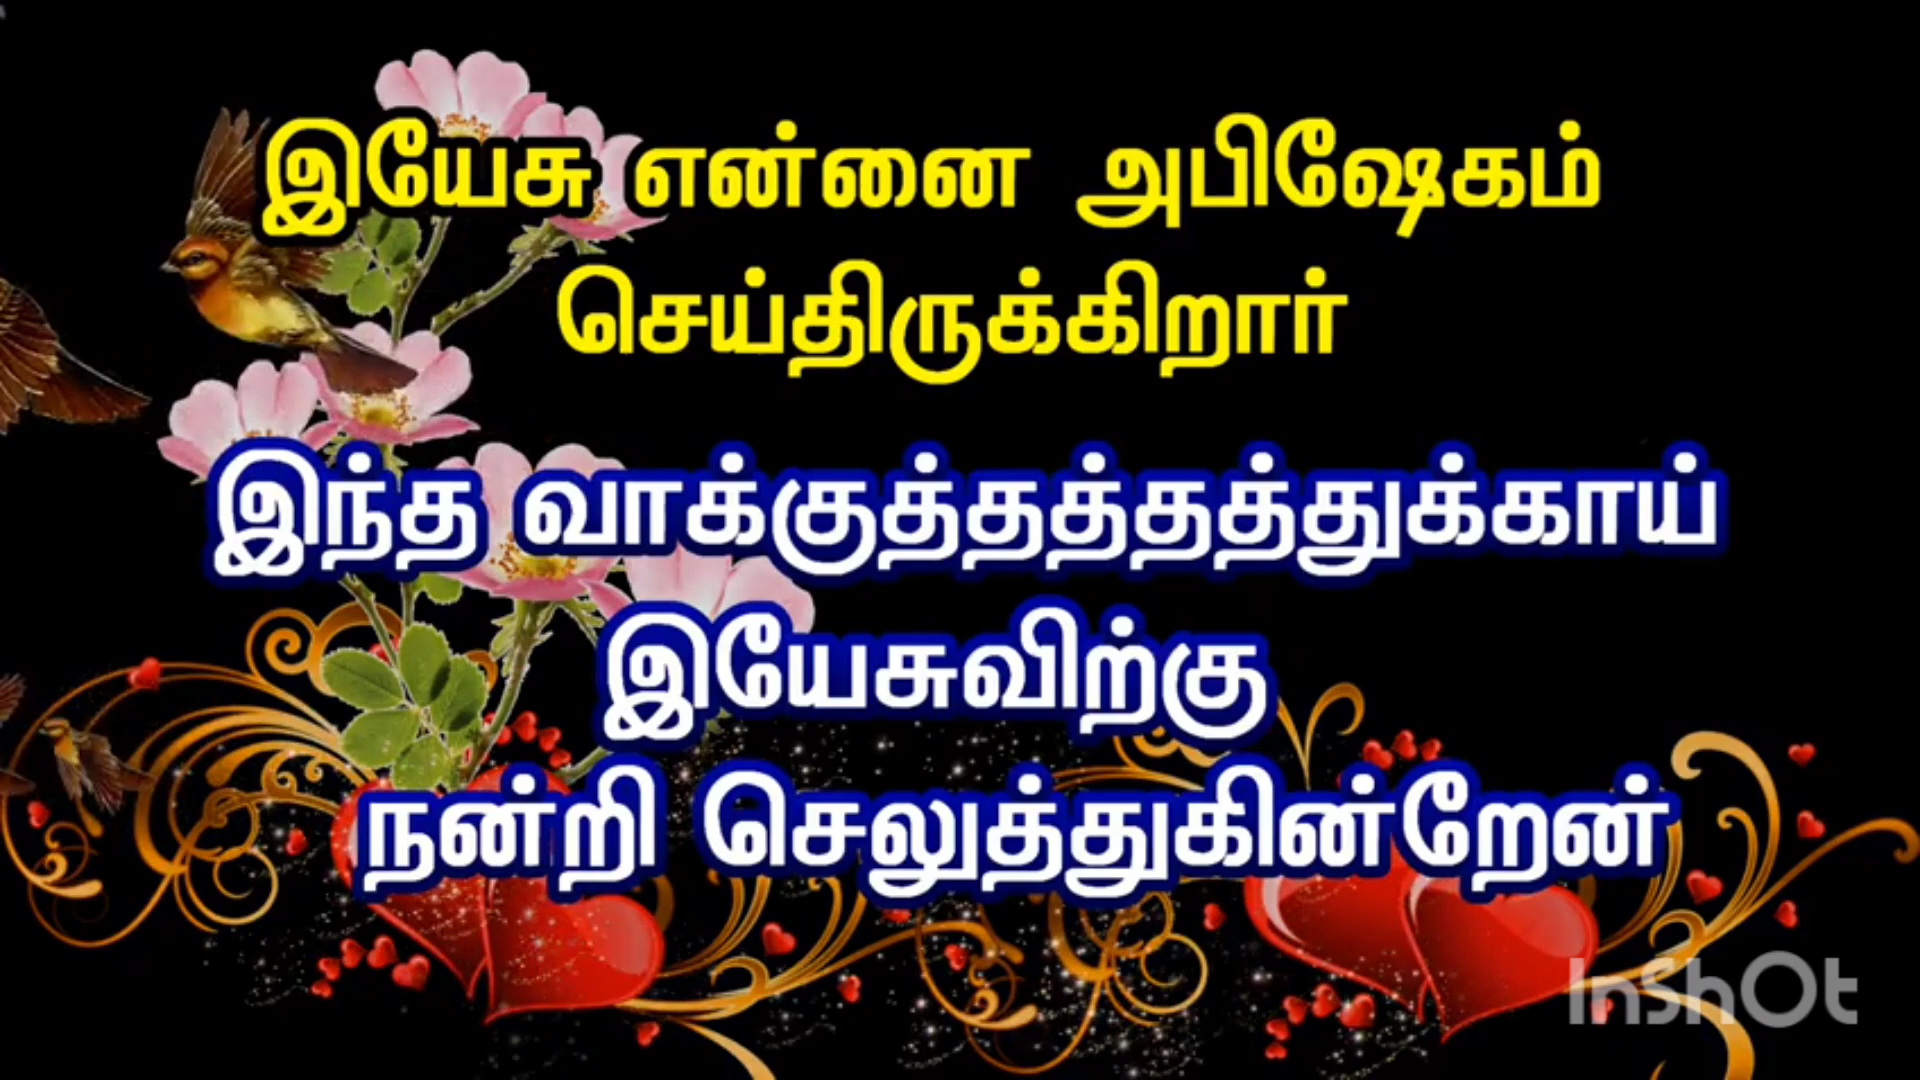 இயேசு என்னை அபிஷேகம்
செய்திருக்கிறார்
இந்த வாக்குத்தத்தத்துக்காய்
இயேசுவிற்கு
நன்றி செலுத்துகின்றேன்
InShOt